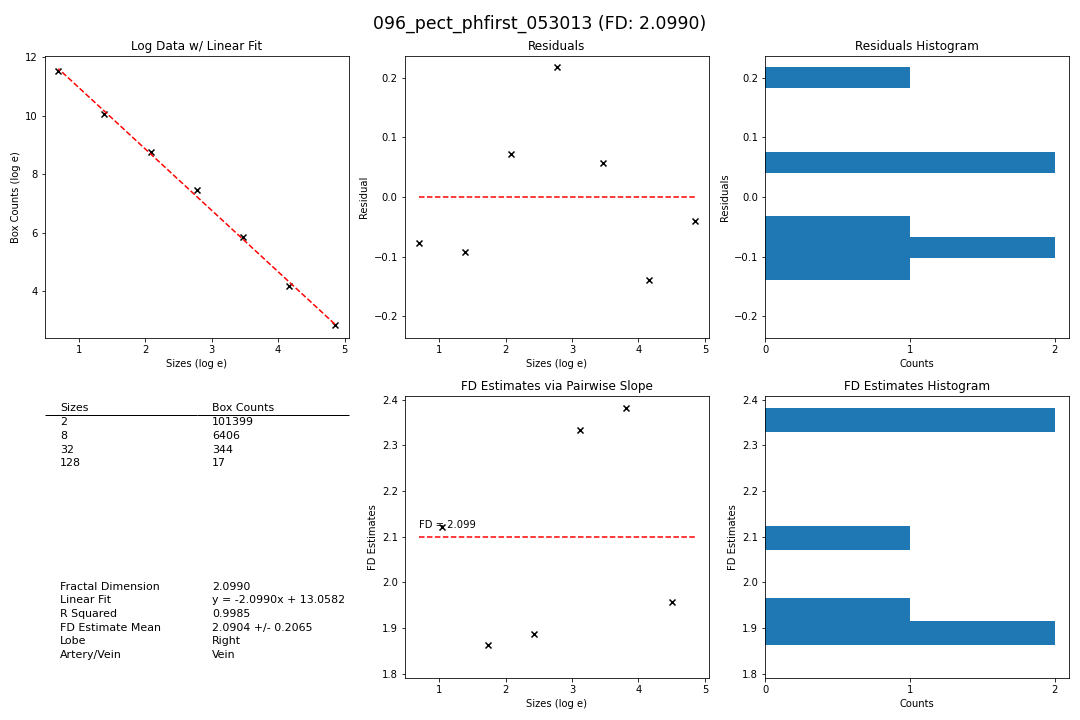 096_pect_phfirst_053013 (FD: 2.0990)
Log Data w/ Linear Fit
12
10
8
6
4
Box Counts (log e)
1 2 3 4 5
Sizes (log e)
Residuals
0.2
0.1
0.0
−0.1
−0.2
Residual
1 2 3 4 5
Sizes (log e)
Residuals Histogram
0.2
0.1
0.0
−0.1
−0.2
Residuals
0 1 2
Counts
Sizes Box Counts
2 101399
8 6406
32 344
128 17
Fractal Dimension 2.0990
Linear Fit y = -2.0990x + 13.0582
R Squared 0.9985
FD Estimate Mean 2.0904 +/- 0.2065
Lobe Right
Artery/Vein Vein
FD Estimates via Pairwise Slope
2.4
2.3
2.2
2.1
2.0
1.9
1.8
FD Estimates
FD = 2.099
1 2 3 4 5
Sizes (log e)
FD Estimates Histogram
2.4
2.3
2.2
2.1
2.0
1.9
1.8
FD Estimates
0 1 2
Counts